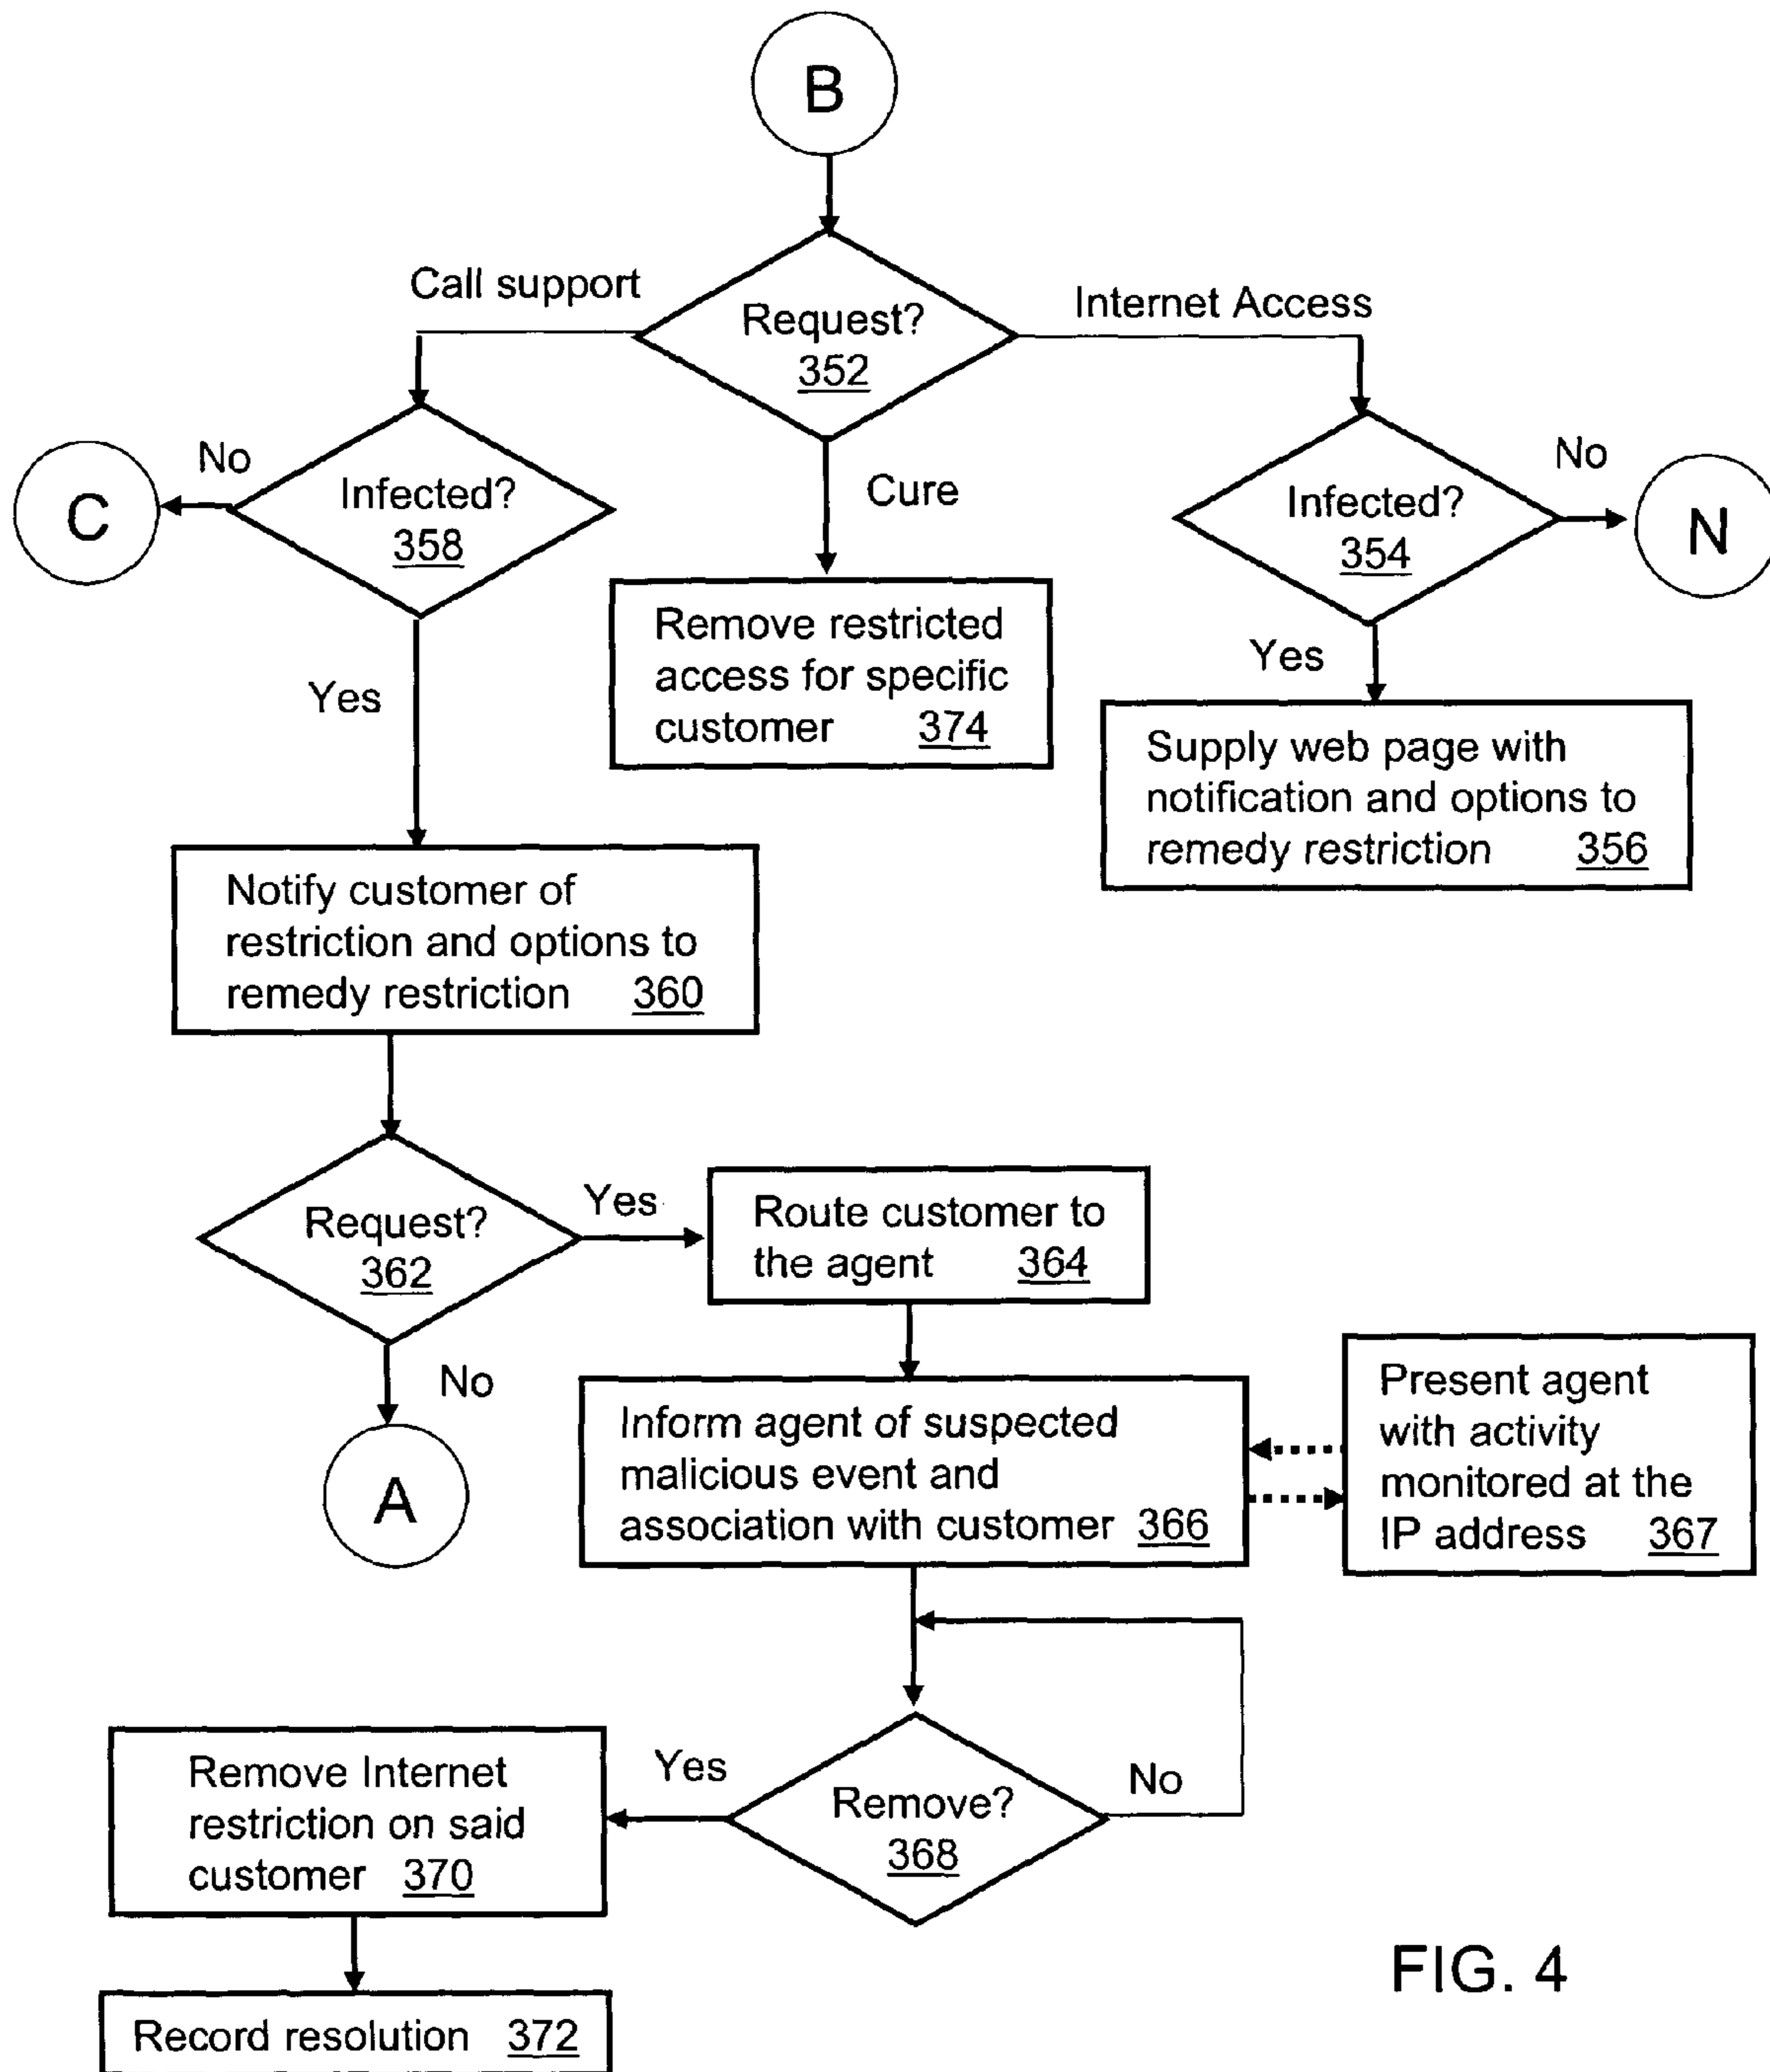 B
Call support
Request?
352
Internet Access
No
C
Infected?
358
Cure
Infected?
354
No
N
Yes
Remove restricted
access for specific
customer 374
Yes
Supply web page with
notification and options to
remedy restriction 356
Notify customer of
restriction and options to
remedy restriction 360
Request?
362
Yes
Route customer to
the agent 364
No
A
Inform agent of suspected
malicious event and
association with customer 366
Present agent
with activity
monitored at the
IP address 367
Remove?
368
No
Yes
Remove Internet
restriction on said
customer 370
Record resolution 372
FIG. 4